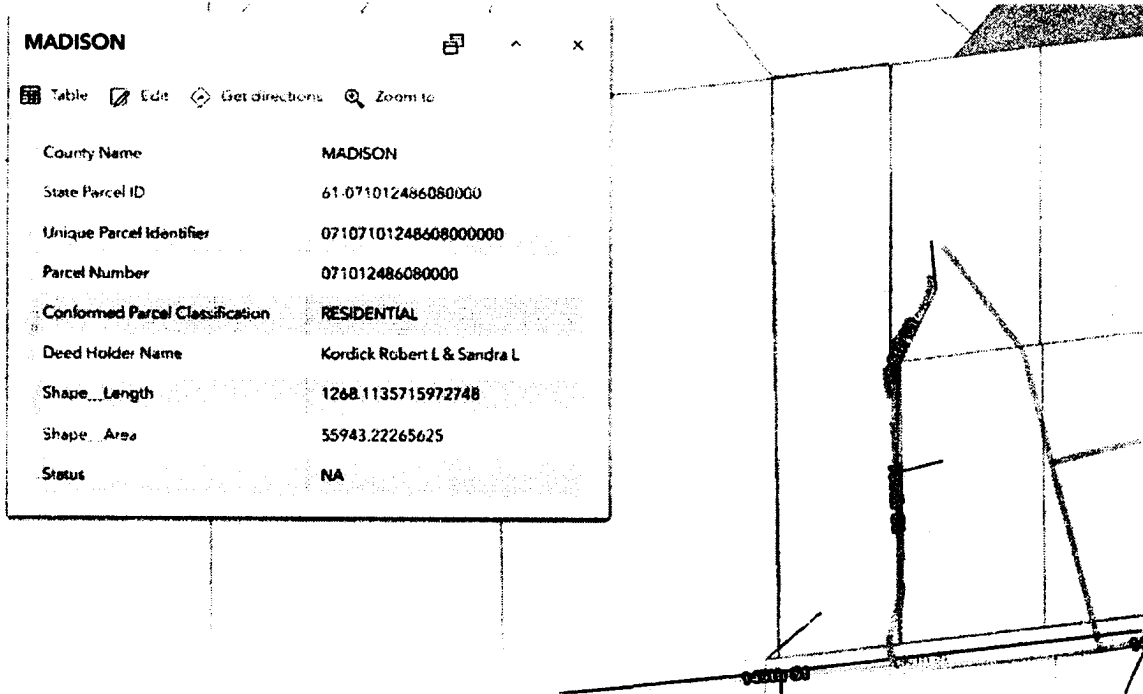 MADISON
Table Edit Get directions Zoom to
County Name MADISON
State Parcel ID 61-071012486080000
Unique Parcel Identifier 07107101248608000000
Parcel Number 071012486080000
Conformed Parcel Classification RESIDENTIAL
Deed Holder Name Kordick Robert L & Sandra L
Shape__Length 1268.1135715972748
Shape__Area 55943.22265625
Status NA